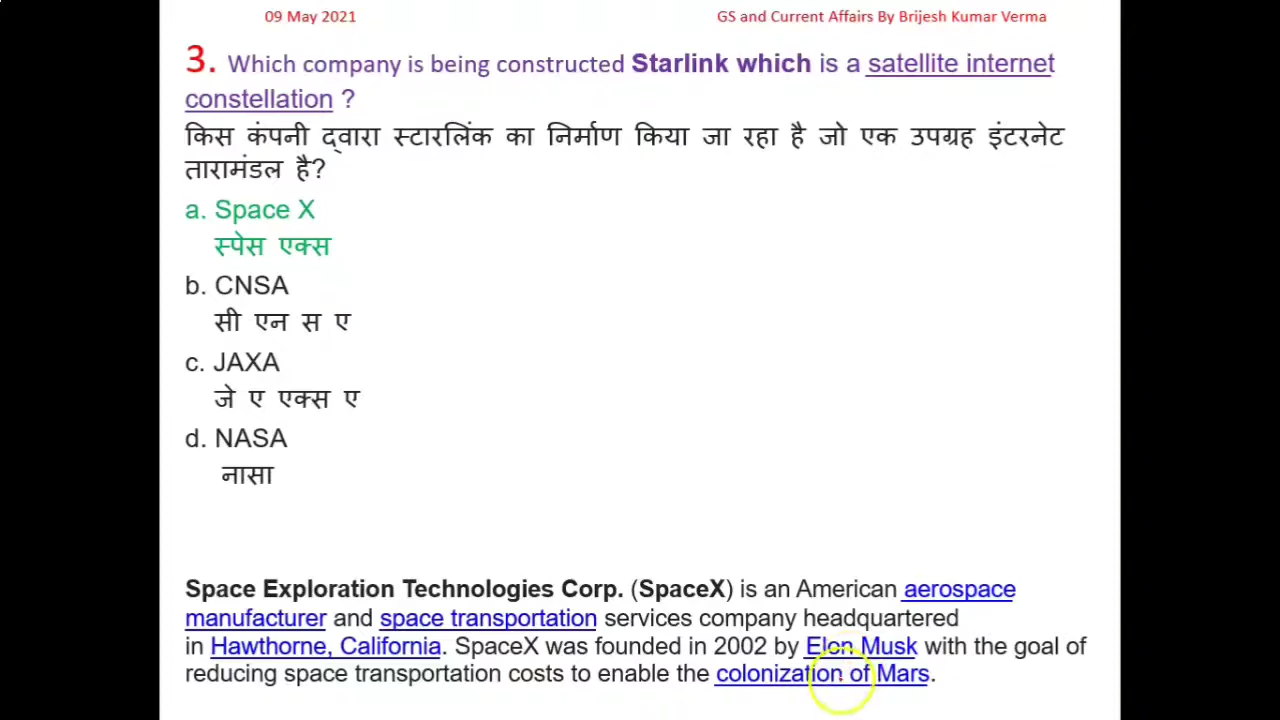 09 May 2021 GS and Current Affairs By Brijesh Kumar Verma
3. Which company is being constructed Starlink which is a satellite internet
constellation ?
किस कंपनी द्वारा स्टारलिंक का निर्माण किया जा रहा है जो एक उपग्रह इंटरनेट
तारामंडल है?
a. Space X
स्पेस एक्स
b. CNSA
सी एन स ए
c. JAXA
जे ए एक्स ए
d. NASA
नासा
Space Exploration Technologies Corp. (SpaceX) is an American aerospace
manufacturer and space transportation services company headquartered
in Hawthorne, California. SpaceX was founded in 2002 by Elon Musk with the goal of
reducing space transportation costs to enable the colonization of Mars.